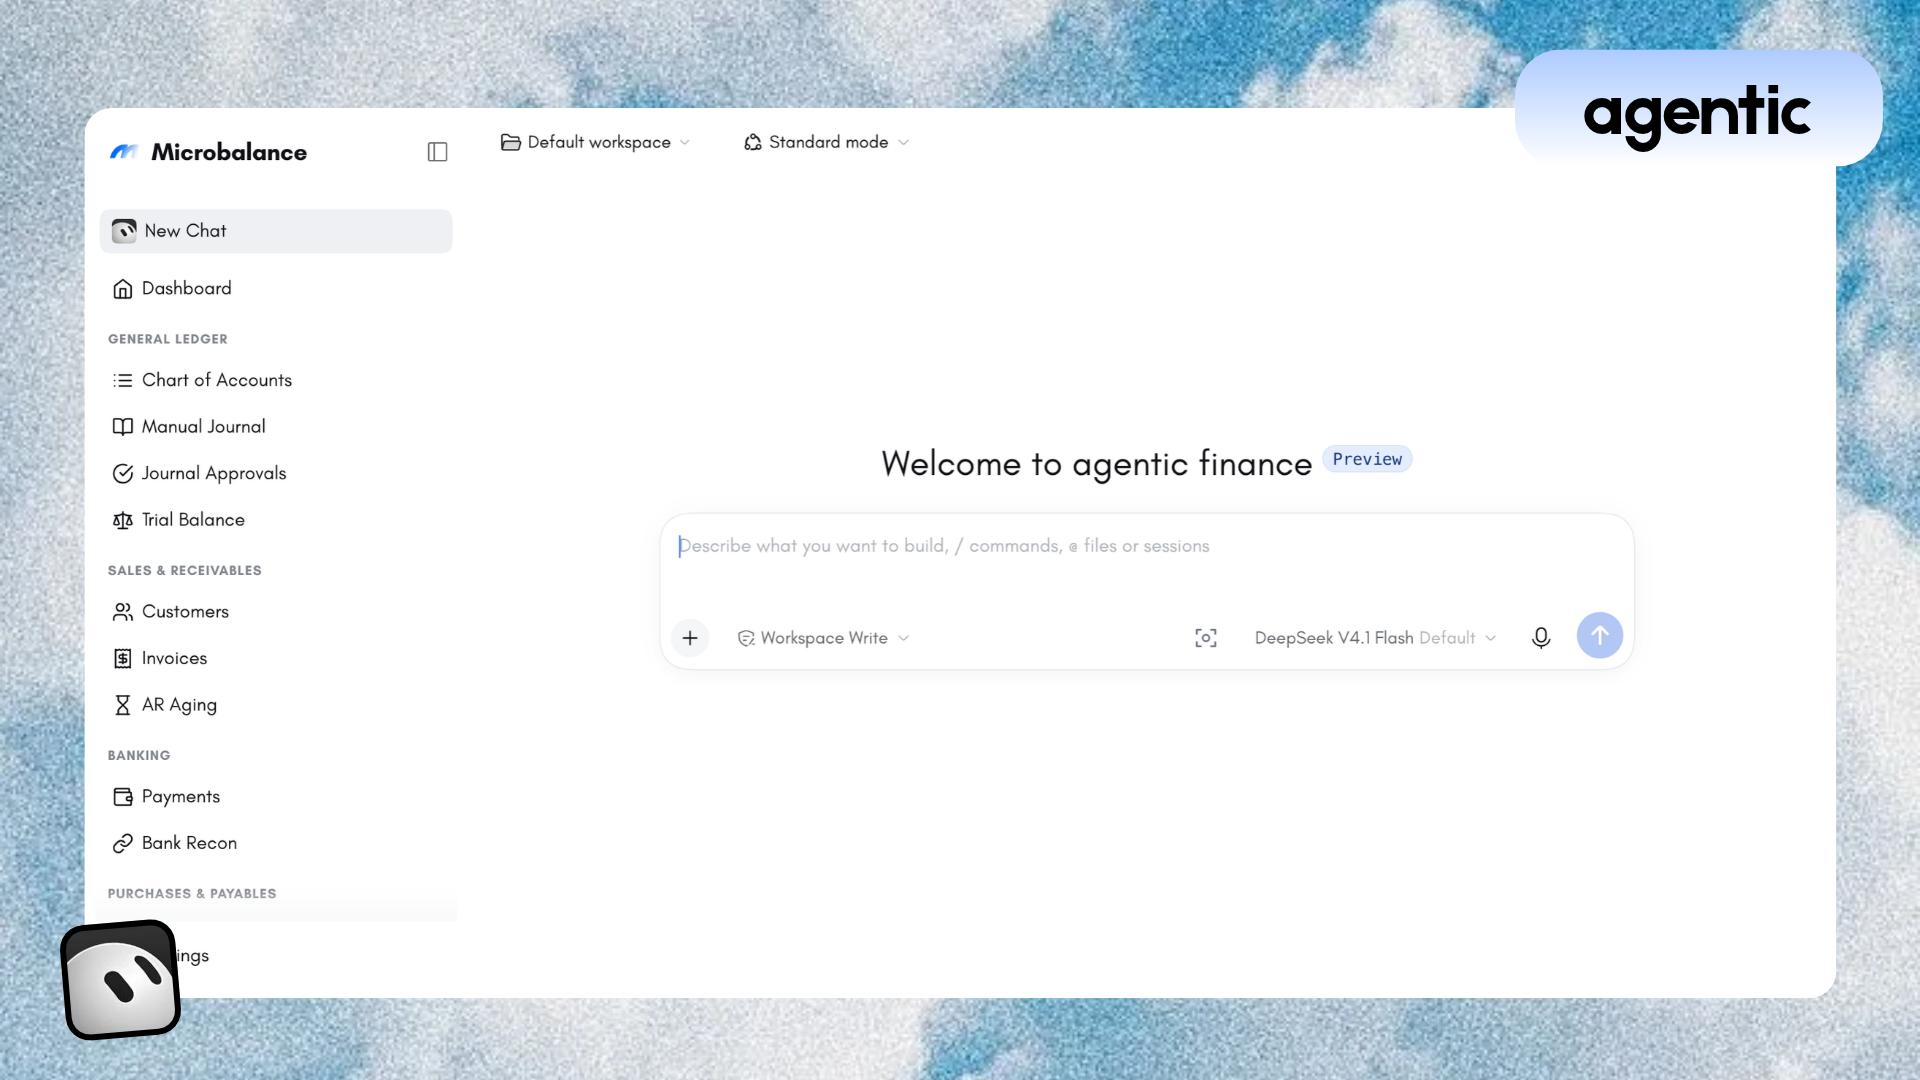 agentic
Microbalance
Default workspace
Standard mode
New Chat
Dashboard
GENERAL LEDGER
Chart of Accounts
Manual Journal
Journal Approvals
Trial Balance
SALES & RECEIVABLES
Customers
Invoices
AR Aging
BANKING
Payments
Bank Recon
PURCHASES & PAYABLES
ings
Welcome to agentic finance
Preview
Describe what you want to build, / commands, @ files or sessions
Workspace Write
DeepSeek V4.1 Flash Default